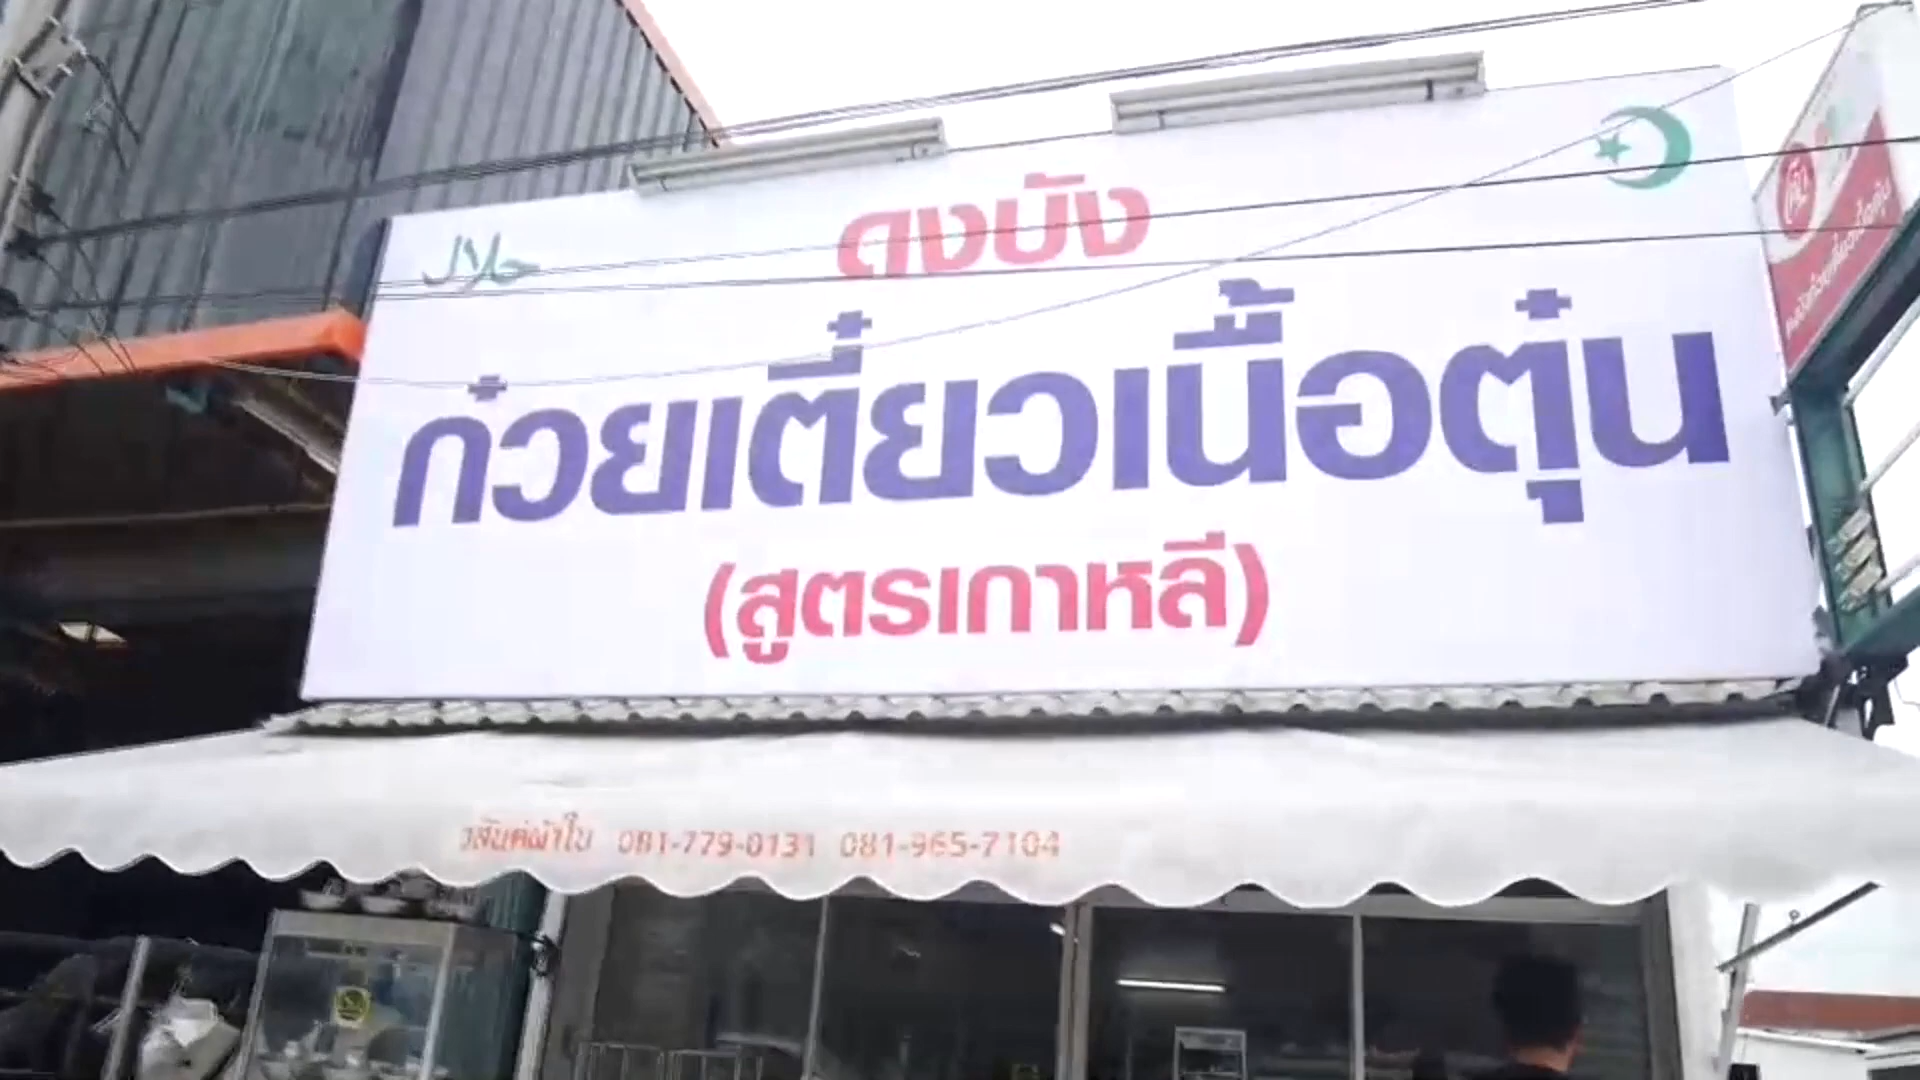 ดงบัง
حلال
ก๋วยเตี๋ยวเนื้อตุ๋น
(สูตรเกาหลี)
081-779-0131 081-965-7104